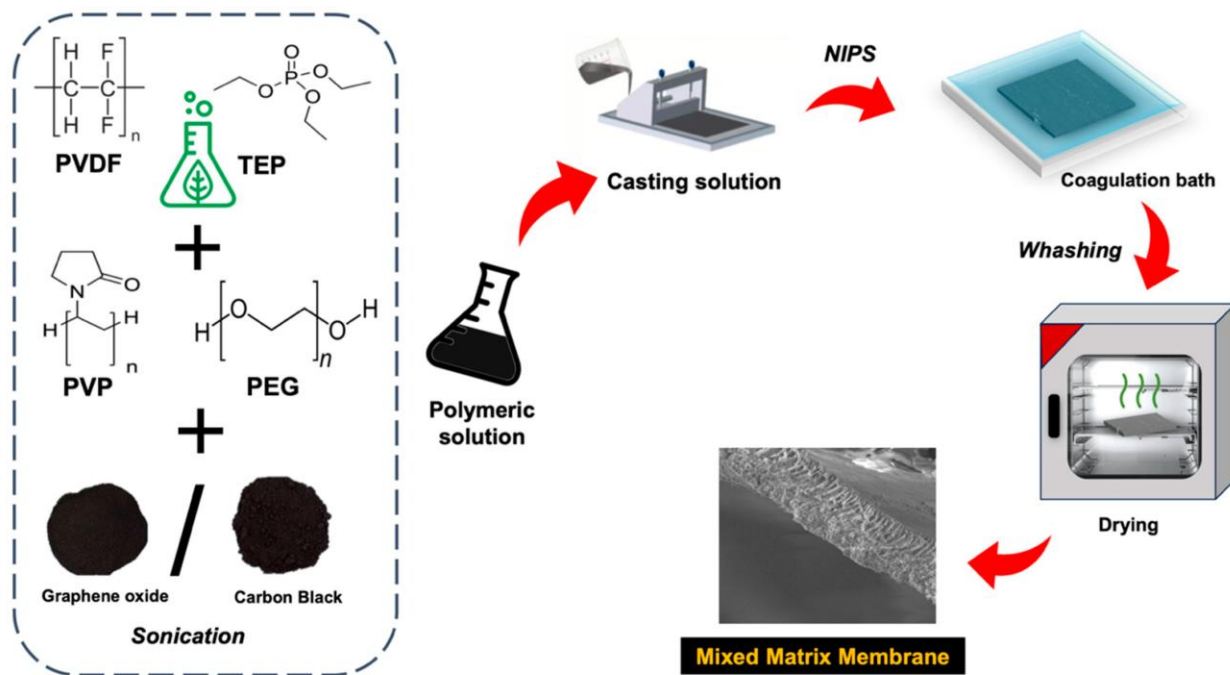 H F
C C
H F
n
PVDF
O
O P O
O
TEP
+
N O
H H
n
PVP
H O O H
n
PEG
+
/
Graphene oxide
Carbon Black
Sonication
Polymeric
solution
Casting solution
NIPS
Coagulation bath
Whashing
Drying
Mixed Matrix Membrane